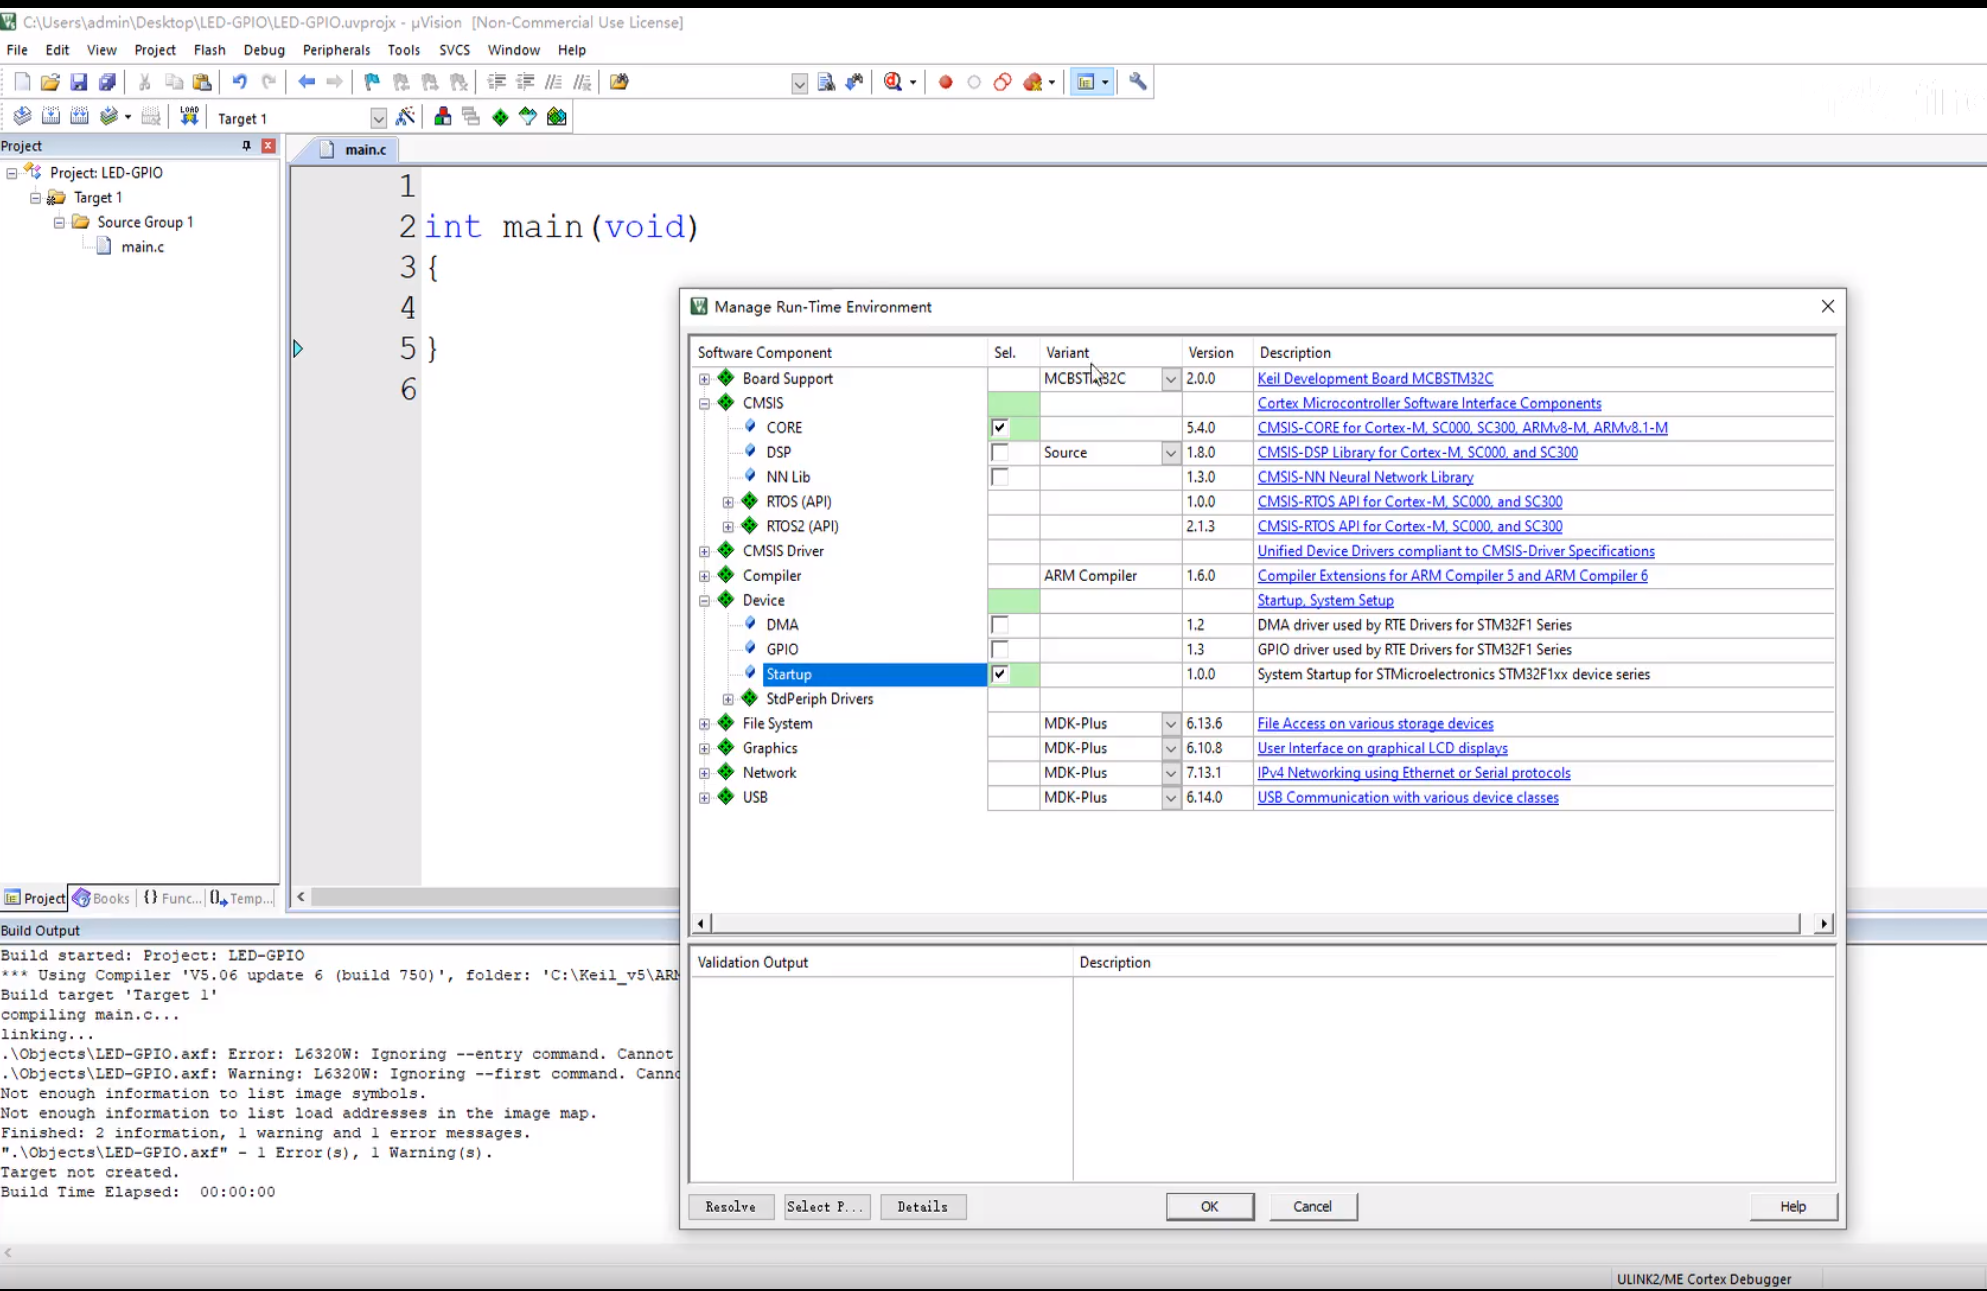 C:\Users\admin\Desktop\LED-GPIO\LED-GPIO.uvprojx - µVision [Non-Commercial Use License]
File Edit View Project Flash Debug Peripherals Tools SVCS Window Help
LOAD Target 1
Project
main.c
Project: LED-GPIO
Target 1
Source Group 1
main.c
1
2 int main(void)
3 {
4
5 }
6
Manage Run-Time Environment
Software Component Sel. Variant Version Description
Board Support MCBSTM32C 2.0.0 Keil Development Board MCBSTM32C
CMSIS Cortex Microcontroller Software Interface Components
CORE 5.4.0 CMSIS-CORE for Cortex-M, SC000, SC300, ARMv8-M, ARMv8.1-M
DSP Source 1.8.0 CMSIS-DSP Library for Cortex-M, SC000, and SC300
NN Lib 1.3.0 CMSIS-NN Neural Network Library
RTOS (API) 1.0.0 CMSIS-RTOS API for Cortex-M, SC000, and SC300
RTOS2 (API) 2.1.3 CMSIS-RTOS API for Cortex-M, SC000, and SC300
CMSIS Driver Unified Device Drivers compliant to CMSIS-Driver Specifications
Compiler ARM Compiler 1.6.0 Compiler Extensions for ARM Compiler 5 and ARM Compiler 6
Device Startup, System Setup
DMA 1.2 DMA driver used by RTE Drivers for STM32F1 Series
GPIO 1.3 GPIO driver used by RTE Drivers for STM32F1 Series
Startup 1.0.0 System Startup for STMicroelectronics STM32F1xx device series
StdPeriph Drivers
File System MDK-Plus 6.13.6 File Access on various storage devices
Graphics MDK-Plus 6.10.8 User Interface on graphical LCD displays
Network MDK-Plus 7.13.1 IPv4 Networking using Ethernet or Serial protocols
USB MDK-Plus 6.14.0 USB Communication with various device classes
Validation Output Description
Resolve Select P... Details OK Cancel Help
Project Books {} Func... Temp...
Build Output
Build started: Project: LED-GPIO
*** Using Compiler 'V5.06 update 6 (build 750)', folder: 'C:\Keil_v5\ARM
Build target 'Target 1'
compiling main.c...
linking...
.\Objects\LED-GPIO.axf: Error: L6320W: Ignoring --entry command. Cannot
.\Objects\LED-GPIO.axf: Warning: L6320W: Ignoring --first command. Canno
Not enough information to list image symbols.
Not enough information to list load addresses in the image map.
Finished: 2 information, 1 warning and 1 error messages.
".\Objects\LED-GPIO.axf" - 1 Error(s), 1 Warning(s).
Target not created.
Build Time Elapsed: 00:00:00
ULINK2/ME Cortex Debugger